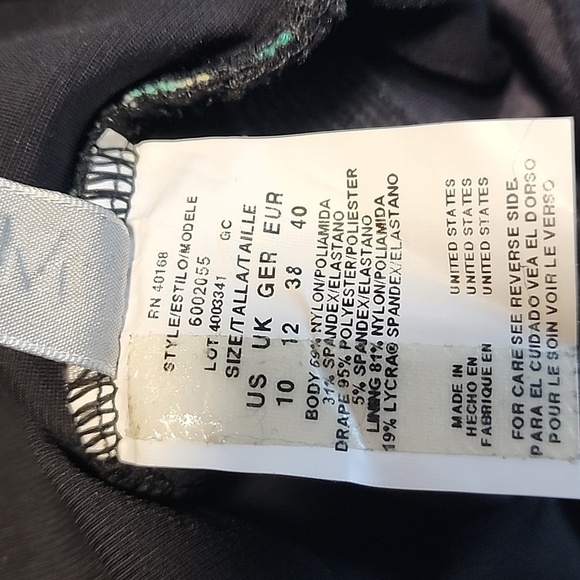 RN 40168
STYLE/ESTILO/MODELE
6002055
LOT 4003341 GC
SIZE/TALLA/TAILLE
US UK GER EUR
10 12 38 40
BODY 69% NYLON/POLIAMIDA
31% SPANDEX/ELASTANO
DRAPE 95% POLYESTER/POLIESTER
5% SPANDEX/ELASTANO
LINING 81% NYLON/POLIAMIDA
19% LYCRA® SPANDEX/ELASTANO
MADE IN UNITED STATES
HECHO EN UNITED STATES
FABRIQUE EN UNITED STATES
FOR CARE SEE REVERSE SIDE.
PARA EL CUIDADO VEA EL DORSO
POUR LE SOIN VOIR LE VERSO